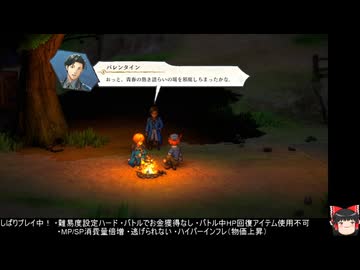 バレンタイン
おっと、青春の熱き語らいの場を邪魔しちまったかな。
しばりプレイ中！・難易度設定ハード・バトルでお金獲得なし・バトル中HP回復アイテム使用不可
・MP/SP消費量倍増・逃げられない・ハイパーインフレ(物価上昇)